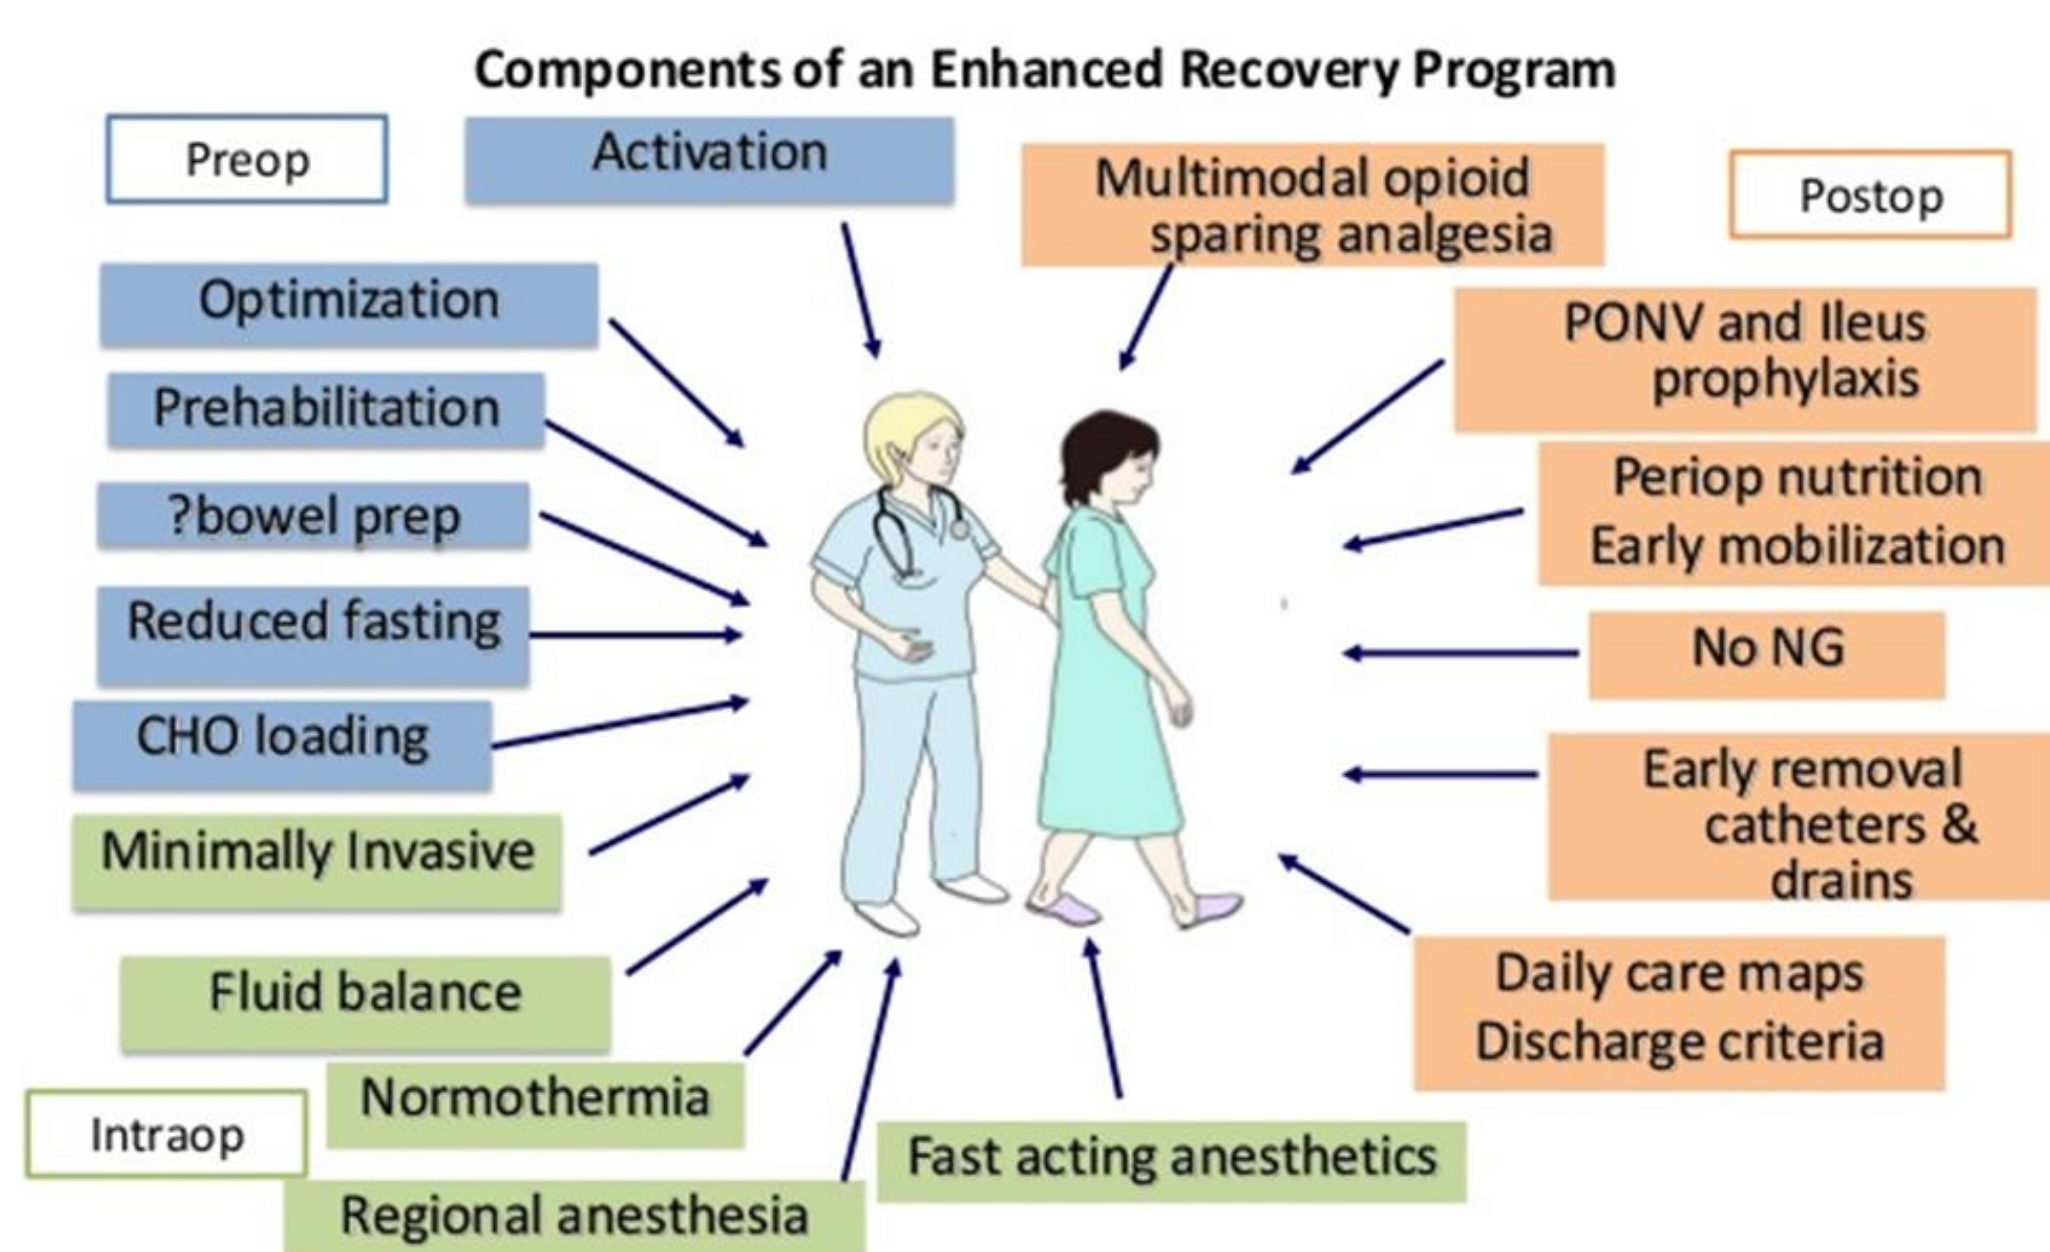 Components of an Enhanced Recovery Program
Preop
Activation
Multimodal opioid
sparing analgesia
Postop
Optimization
PONV and Ileus
prophylaxis
Prehabilitation
Periop nutrition
Early mobilization
?bowel prep
Reduced fasting
No NG
CHO loading
Early removal
catheters &
drains
Minimally Invasive
Fluid balance
Daily care maps
Discharge criteria
Normothermia
Intraop
Fast acting anesthetics
Regional anesthesia